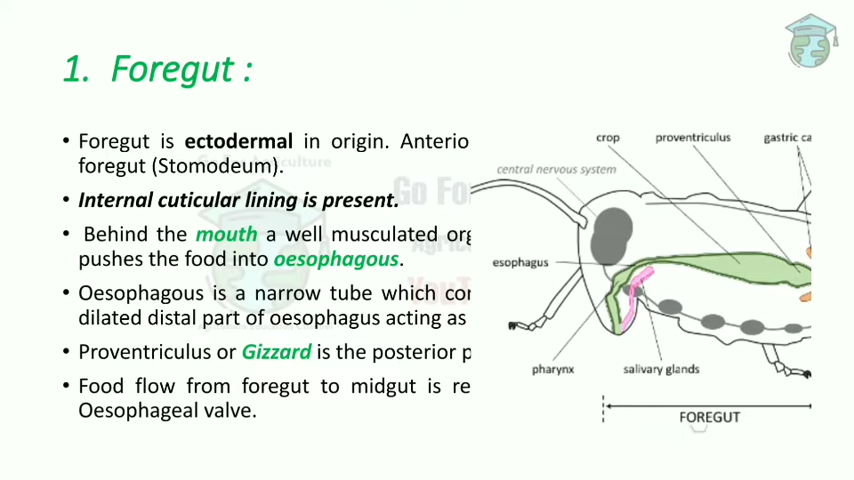 1. Foregut :
• Foregut is ectodermal in origin. Anterio
foregut (Stomodeum).
• Internal cuticular lining is present.
• Behind the mouth a well musculated org
pushes the food into oesophagous.
• Oesophagous is a narrow tube which con
dilated distal part of oesophagus acting as
• Proventriculus or Gizzard is the posterior p
• Food flow from foregut to midgut is re
Oesophageal valve.
crop
proventriculus
gastric ca
central nervous system
esophagus
pharynx
salivary glands
FOREGUT